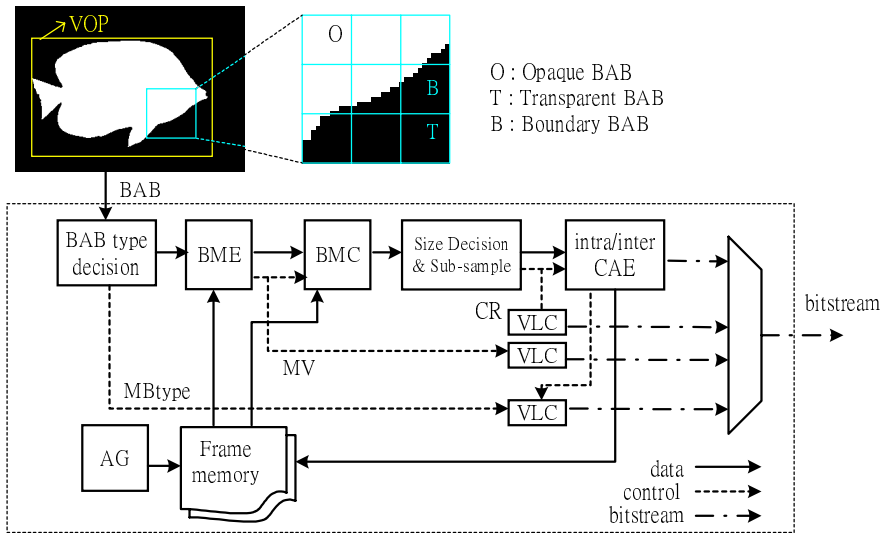 VOP
O
B
T
O : Opaque BAB
T : Transparent BAB
B : Boundary BAB
BAB
BAB type
decision
BME
BMC
Size Decision
& Sub-sample
intra/inter
CAE
CR
VLC
bitstream
VLC
MV
MBtype
VLC
AG
Frame
memory
data
control
bitstream